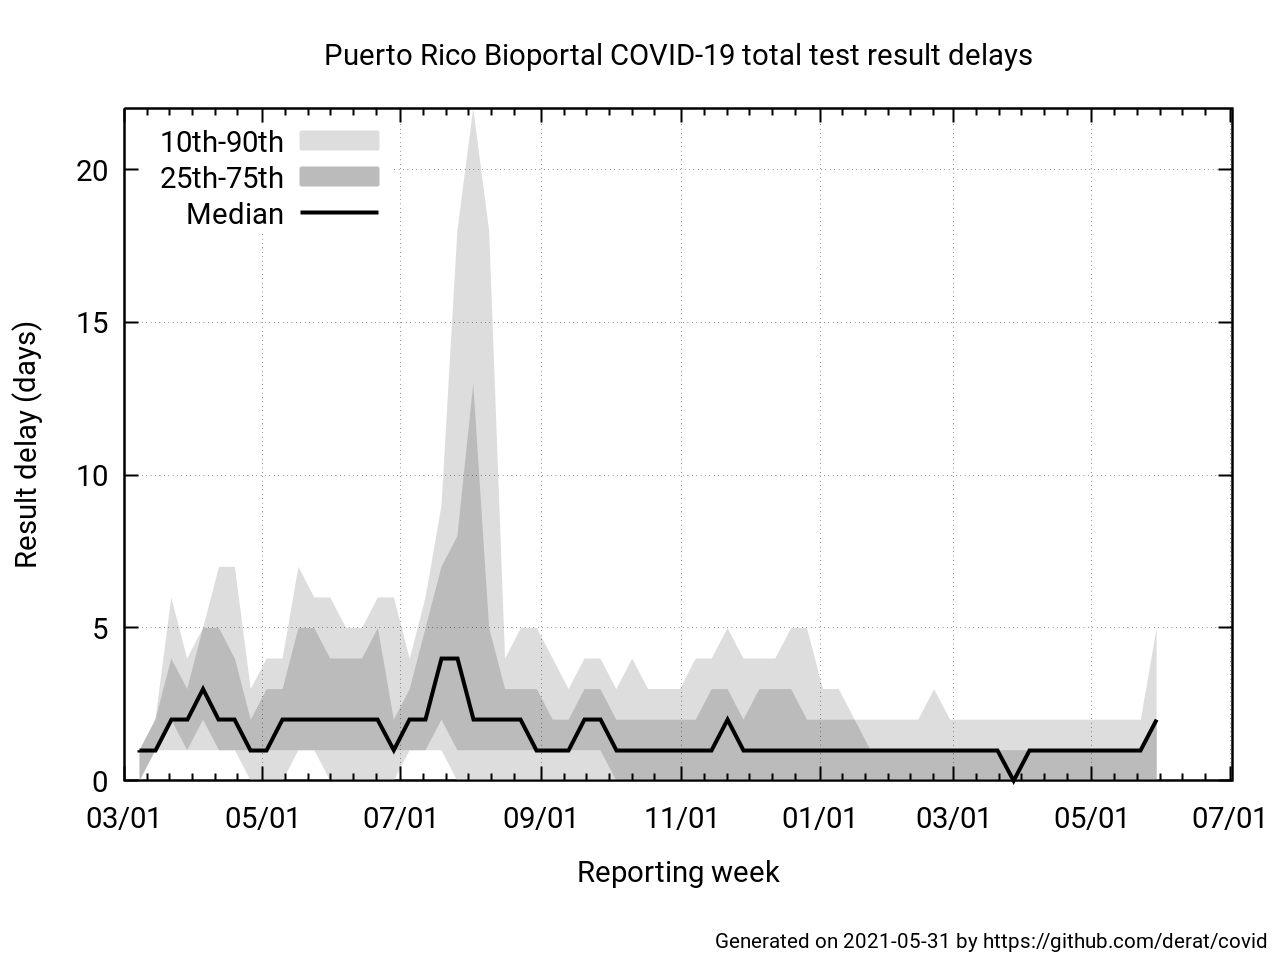 Puerto Rico Bioportal COVID-19 total test result delays
10th-90th
25th-75th
Median
20
15
10
5
0
Result delay (days)
03/01 05/01 07/01 09/01 11/01 01/01 03/01 05/01 07/01
Reporting week
Generated on 2021-05-31 by https://github.com/derat/covid